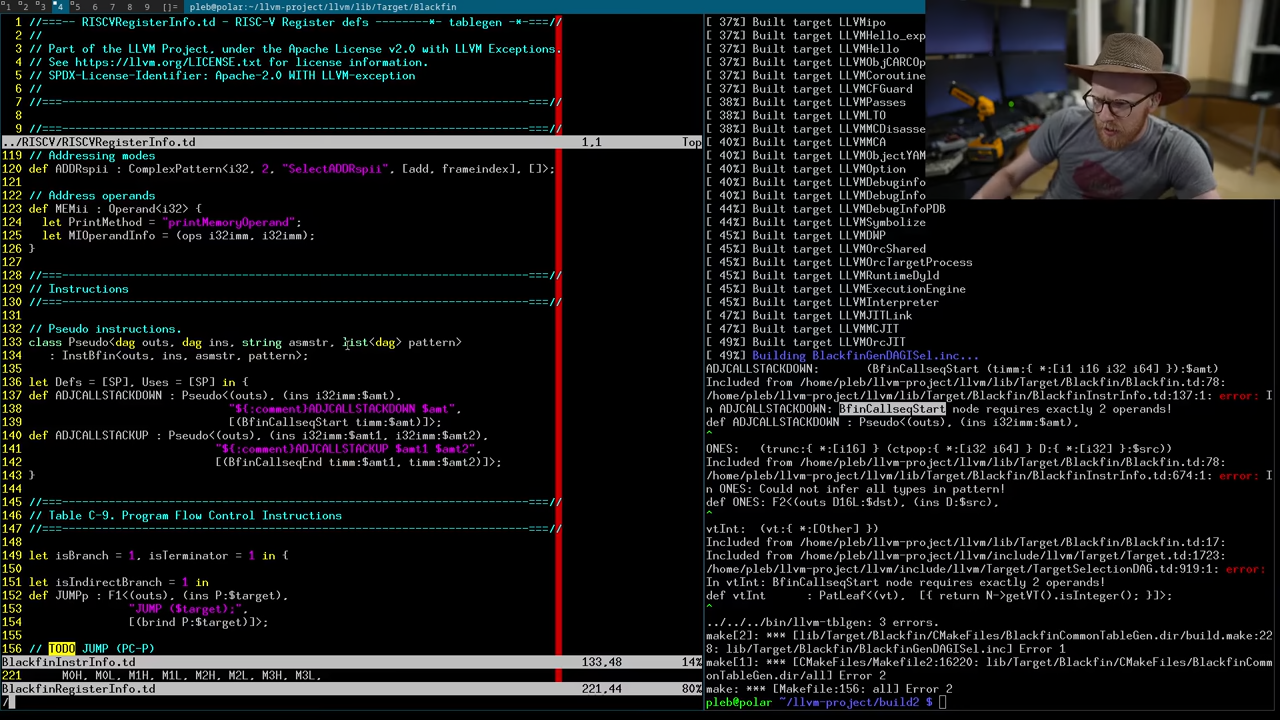 1 2 3 4 5 6 7 8 9 []= pleb@polar:~/llvm-project/llvm/lib/Target/Blackfin
1 //===- RISCVRegisterInfo.td - RISC-V Register defs --------*- tablegen -*-===//
2 //
3 // Part of the LLVM Project, under the Apache License v2.0 with LLVM Exceptions.
4 // See https://llvm.org/LICENSE.txt for license information.
5 // SPDX-License-Identifier: Apache-2.0 WITH LLVM-exception
6 //
7 //===----------------------------------------------------------------------===//
8
9 //===----------------------------------------------------------------------===//
../RISCV/RISCVRegisterInfo.td 1,1 Top
119 // Addressing modes
120 def ADDRspii : ComplexPattern<i32, 2, "SelectADDRspii", [add, frameindex], []>;
121
122 // Address operands
123 def MEMii : Operand<i32> {
124 let PrintMethod = "printMemoryOperand";
125 let MIOperandInfo = (ops i32imm, i32imm);
126 }
127
128 //===----------------------------------------------------------------------===//
129 // Instructions
130 //===----------------------------------------------------------------------===//
131
132 // Pseudo instructions.
133 class Pseudo<dag outs, dag ins, string asmstr, list<dag> pattern>
134 : InstBfin<outs, ins, asmstr, pattern>;
135
136 let Defs = [SP], Uses = [SP] in {
137 def ADJCALLSTACKDOWN : Pseudo<(outs), (ins i32imm:$amt),
138 "${:comment}ADJCALLSTACKDOWN $amt",
139 [(BfinCallseqStart timm:$amt)]>;
140 def ADJCALLSTACKUP : Pseudo<(outs), (ins i32imm:$amt1, i32imm:$amt2),
141 "${:comment}ADJCALLSTACKUP $amt1 $amt2",
142 [(BfinCallseqEnd timm:$amt1, timm:$amt2)]>;
143 }
144
145 //===----------------------------------------------------------------------===//
146 // Table C-9. Program Flow Control Instructions
147 //===----------------------------------------------------------------------===//
148
149 let isBranch = 1, isTerminator = 1 in {
150
151 let isIndirectBranch = 1 in
152 def JUMPp : F1<(outs), (ins P:$target),
153 "JUMP ($target);",
154 [(brind P:$target)]>;
155
156 // TODO JUMP (PC-P)
BlackfinInstrInfo.td 133,48 14%
221 M0H, M0L, M1H, M1L, M2H, M2L, M3H, M3L,
BlackfinRegisterInfo.td 221,44 80%
/
[ 37%] Built target LLVMipo
[ 37%] Built target LLVMHello_exp
[ 37%] Built target LLVMHello
[ 37%] Built target LLVMObjCARCOp
[ 37%] Built target LLVMCoroutine
[ 37%] Built target LLVMCFGuard
[ 38%] Built target LLVMPasses
[ 38%] Built target LLVMLTO
[ 38%] Built target LLVMMCDisasse
[ 40%] Built target LLVMMCA
[ 40%] Built target LLVMObjectYAM
[ 40%] Built target LLVMOption
[ 40%] Built target LLVMDebuginfo
[ 40%] Built target LLVMDebugInfo
[ 44%] Built target LLVMDebugInfoPDB
[ 44%] Built target LLVMSymbolize
[ 45%] Built target LLVMDWP
[ 45%] Built target LLVMOrcShared
[ 45%] Built target LLVMOrcTargetProcess
[ 45%] Built target LLVMRuntimeDyld
[ 45%] Built target LLVMExecutionEngine
[ 45%] Built target LLVMInterpreter
[ 47%] Built target LLVMJITLink
[ 47%] Built target LLVMMCJIT
[ 49%] Built target LLVMOrcJIT
[ 49%] Building BlackfinGenDAGISel.inc...
ADJCALLSTACKDOWN: (BfinCallseqStart (timm:{ *:[i1 i16 i32 i64] }):$amt)
Included from /home/pleb/llvm-project/llvm/lib/Target/Blackfin/Blackfin.td:78:
/home/pleb/llvm-project/llvm/lib/Target/Blackfin/BlackfinInstrInfo.td:137:1: error: I
n ADJCALLSTACKDOWN: BfinCallseqStart node requires exactly 2 operands!
def ADJCALLSTACKDOWN : Pseudo<(outs), (ins i32imm:$amt),
^
ONES: (trunc:{ *:[i16] } (ctpop:{ *:[i32 i64] } D:{ *:[i32] }:$src))
Included from /home/pleb/llvm-project/llvm/lib/Target/Blackfin/Blackfin.td:78:
/home/pleb/llvm-project/llvm/lib/Target/Blackfin/BlackfinInstrInfo.td:674:1: error: I
n ONES: Could not infer all types in pattern!
def ONES: F2<(outs D16L:$dst), (ins D:$src),
^
vtInt: (vt:{ *:[Other] })
Included from /home/pleb/llvm-project/llvm/lib/Target/Blackfin/Blackfin.td:17:
Included from /home/pleb/llvm-project/llvm/include/llvm/Target/Target.td:1723:
/home/pleb/llvm-project/llvm/include/llvm/Target/TargetSelectionDAG.td:919:1: error:
In vtInt: BfinCallseqStart node requires exactly 2 operands!
def vtInt : PatLeaf<(vt), [{ return N->getVT().isInteger(); }]>;
^
../../../bin/llvm-tblgen: 3 errors.
make[2]: *** [lib/Target/Blackfin/CMakeFiles/BlackfinCommonTableGen.dir/build.make:22
8: lib/Target/Blackfin/BlackfinGenDAGISel.inc] Error 1
make[1]: *** [CMakeFiles/Makefile2:16220: lib/Target/Blackfin/CMakeFiles/BlackfinComm
onTableGen.dir/all] Error 2
make: *** [Makefile:156: all] Error 2
pleb@polar ~/llvm-project/build2 $